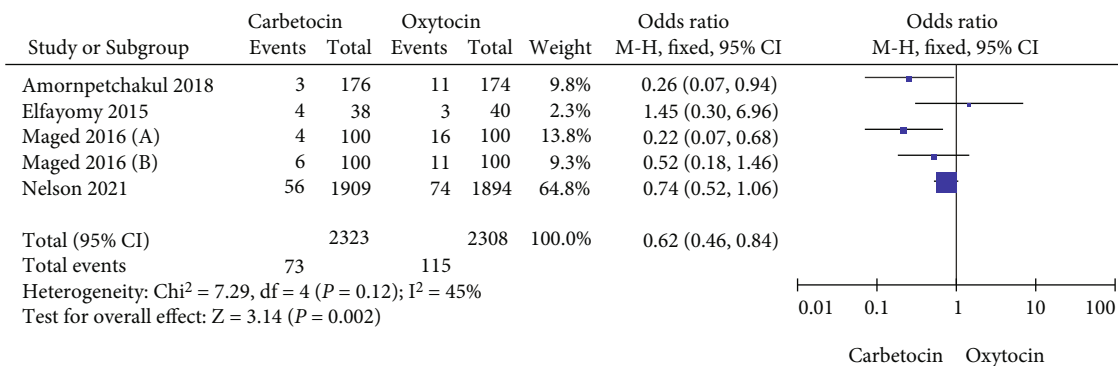 Carbetocin Oxytocin Odds ratio Odds ratio
Study or Subgroup Events Total Events Total Weight M-H, fixed, 95% CI M-H, fixed, 95% CI
Amornpetchakul 2018 3 176 11 174 9.8% 0.26 (0.07, 0.94)
Elfayomy 2015 4 38 3 40 2.3% 1.45 (0.30, 6.96)
Maged 2016 (A) 4 100 16 100 13.8% 0.22 (0.07, 0.68)
Maged 2016 (B) 6 100 11 100 9.3% 0.52 (0.18, 1.46)
Nelson 2021 56 1909 74 1894 64.8% 0.74 (0.52, 1.06)
Total (95% CI) 2323 2308 100.0% 0.62 (0.46, 0.84)
Total events 73 115
Heterogeneity: Chi² = 7.29, df = 4 (P = 0.12); I² = 45%
Test for overall effect: Z = 3.14 (P = 0.002)
0.01 0.1 1 10 100
Carbetocin Oxytocin